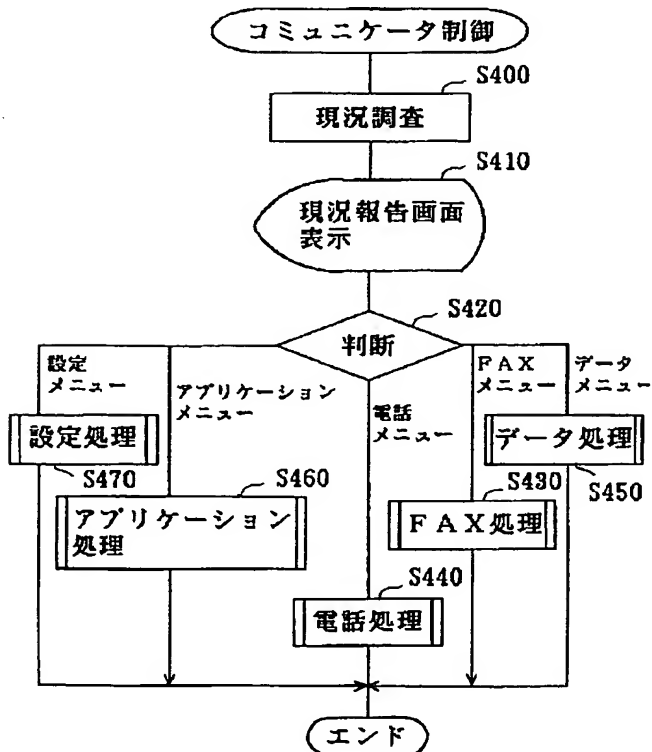 コミュニケータ制御
S400
現況調査
S410
現況報告画面
表示
S420
判断
設定
メニュー
アプリケーション
メニュー
電話
メニュー
FAX
メニュー
データ
メニュー
設定処理
S470
データ処理
S450
S460
アプリケーション
処理
S430
FAX処理
S440
電話処理
エンド